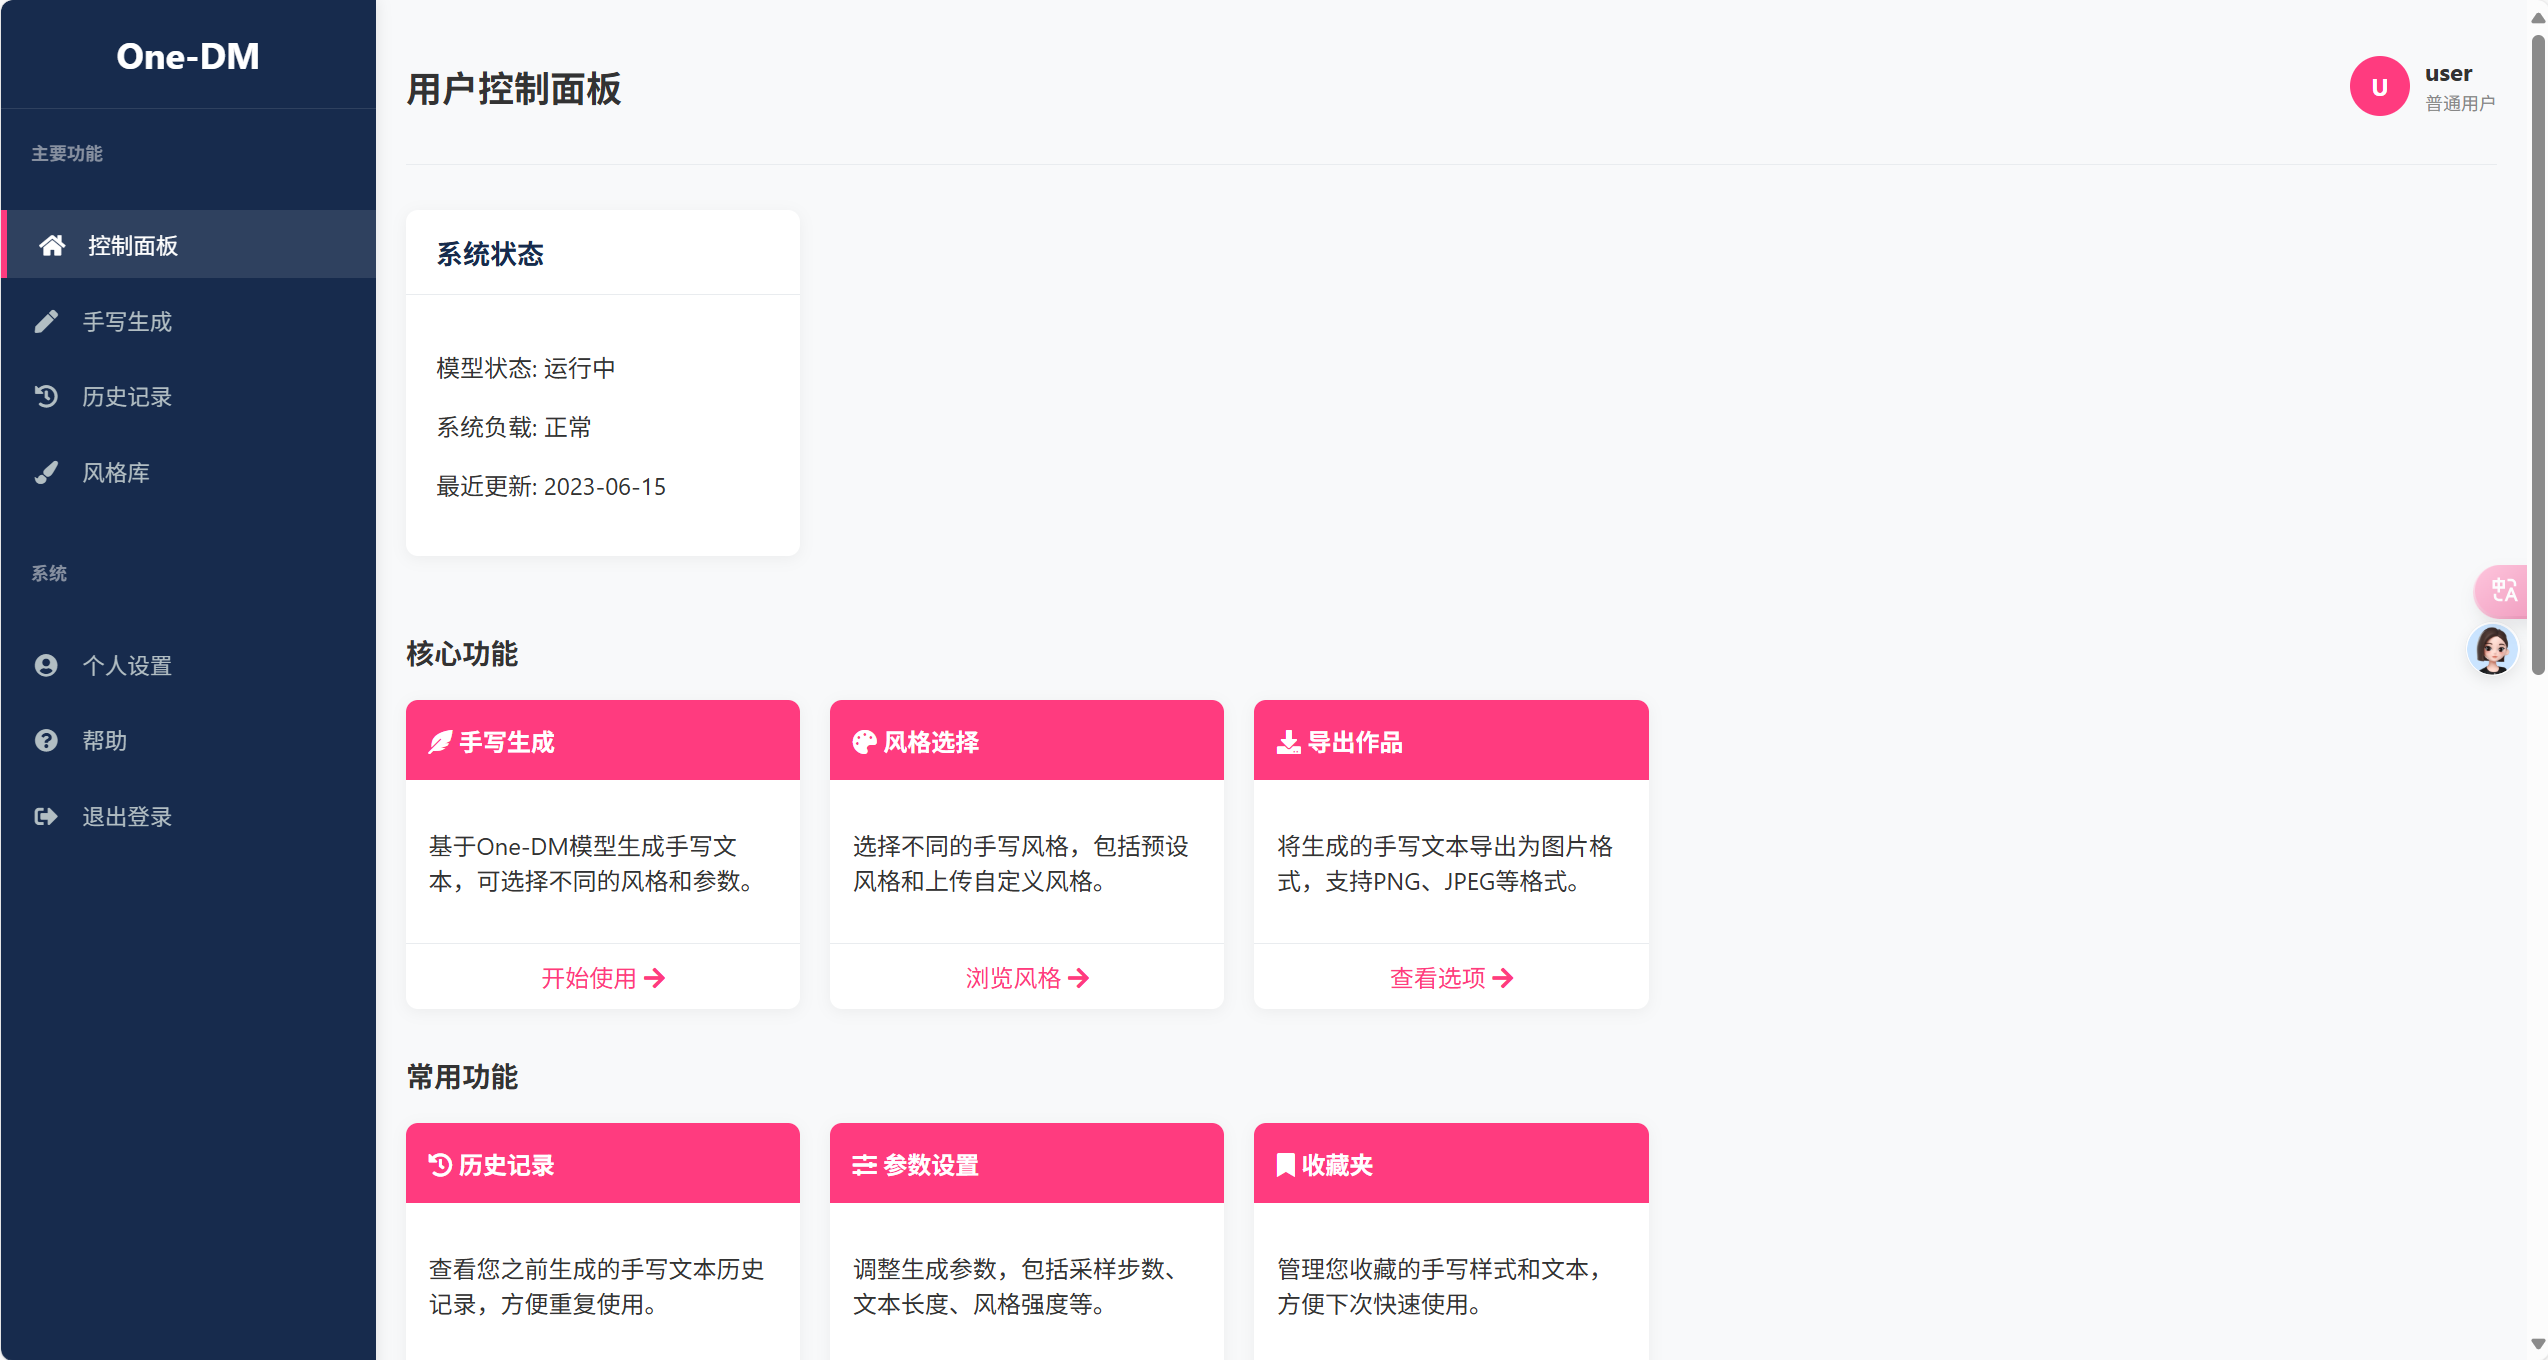 One-DM
主要功能
控制面板
手写生成
历史记录
风格库
系统
个人设置
帮助
退出登录
用户控制面板
U
user
普通用户
系统状态
模型状态: 运行中
系统负载: 正常
最近更新: 2023-06-15
核心功能
手写生成
基于One-DM模型生成手写文
本，可选择不同的风格和参数。
开始使用
风格选择
选择不同的手写风格，包括预设
风格和上传自定义风格。
浏览风格
导出作品
将生成的手写文本导出为图片格
式，支持PNG、JPEG等格式。
查看选项
常用功能
历史记录
查看您之前生成的手写文本历史
记录，方便重复使用。
参数设置
调整生成参数，包括采样步数、
文本长度、风格强度等。
收藏夹
管理您收藏的手写样式和文本，
方便下次快速使用。
中A